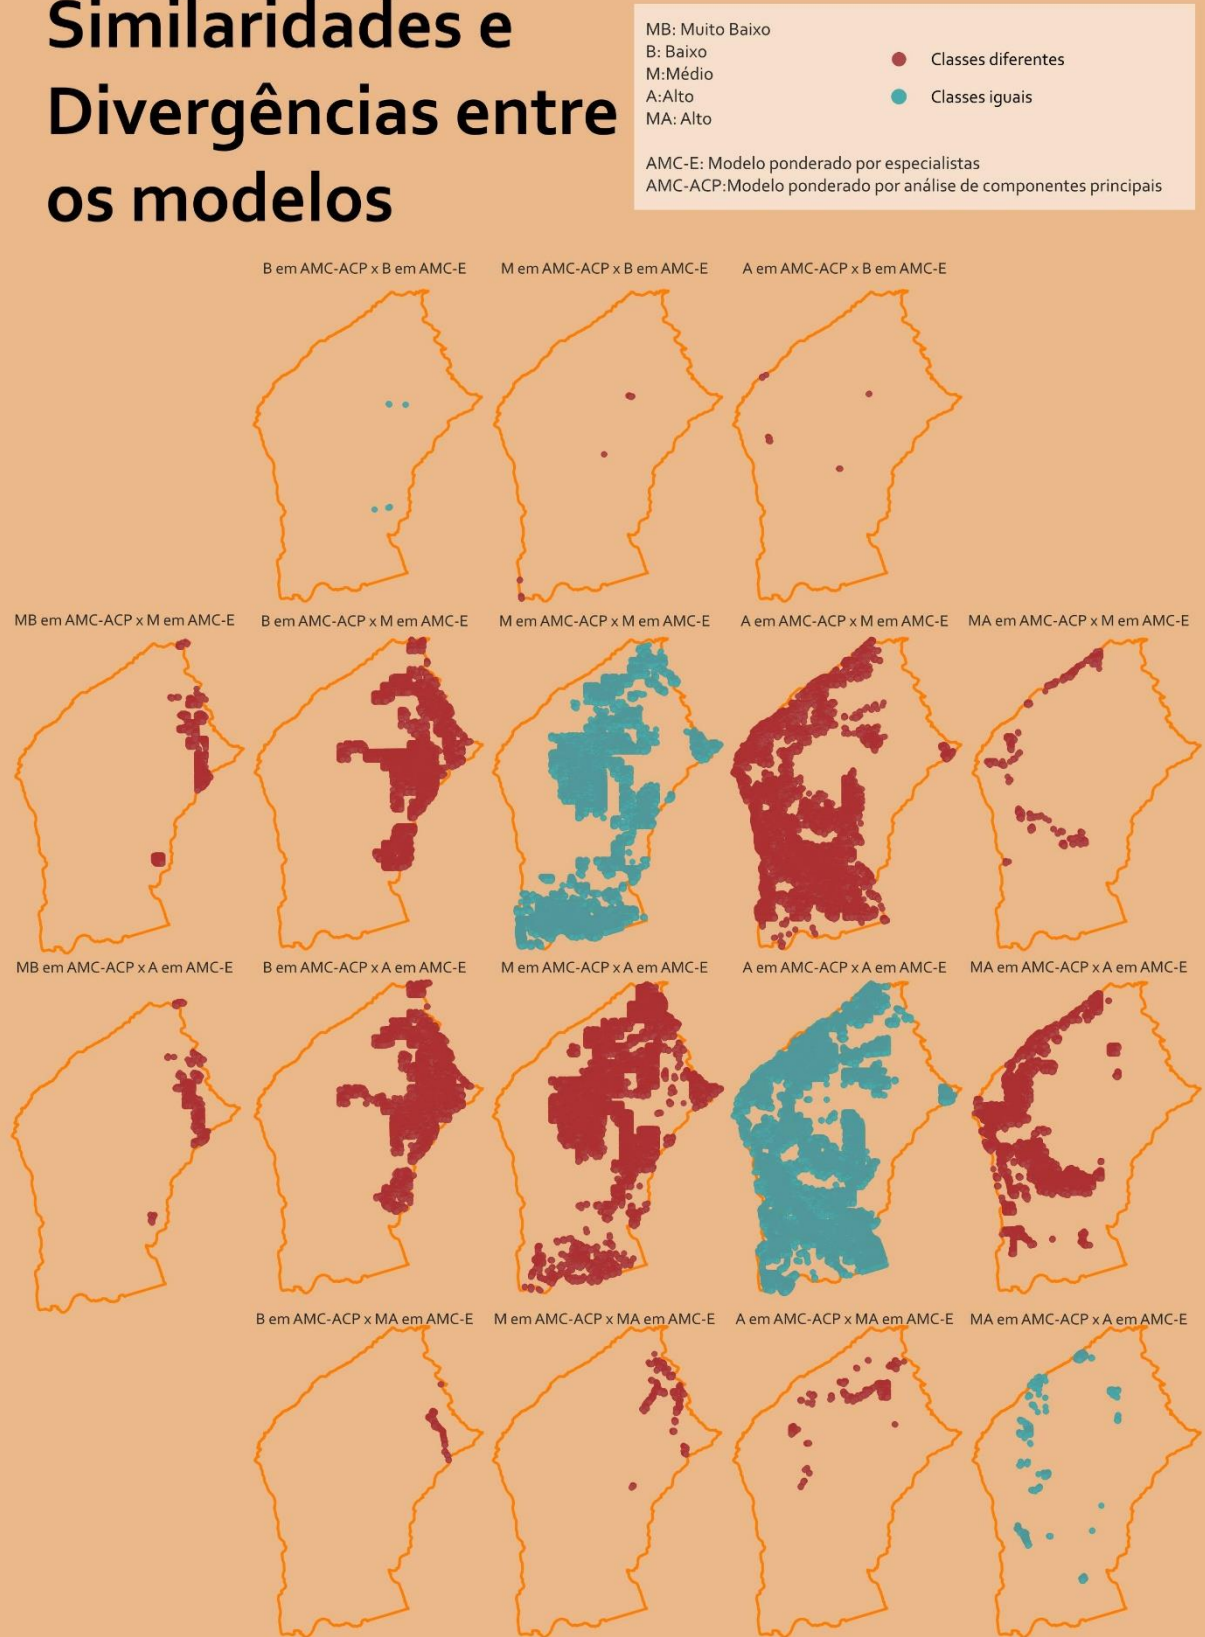 Similaridades e
Divergências entre
os modelos
MB: Muito Baixo
B: Baixo
M:Médio
A:Alto
MA: Alto
Classes diferentes
Classes iguais
AMC-E: Modelo ponderado por especialistas
AMC-ACP:Modelo ponderado por análise de componentes principais
B em AMC-ACP x B em AMC-E
M em AMC-ACP x B em AMC-E
A em AMC-ACP x B em AMC-E
MB em AMC-ACP x M em AMC-E
B em AMC-ACP x M em AMC-E
M em AMC-ACP x M em AMC-E
A em AMC-ACP x M em AMC-E
MA em AMC-ACP x M em AMC-E
MB em AMC-ACP x A em AMC-E
B em AMC-ACP x A em AMC-E
M em AMC-ACP x A em AMC-E
A em AMC-ACP x A em AMC-E
MA em AMC-ACP x A em AMC-E
B em AMC-ACP x MA em AMC-E
M em AMC-ACP x MA em AMC-E
A em AMC-ACP x MA em AMC-E
MA em AMC-ACP x A em AMC-E